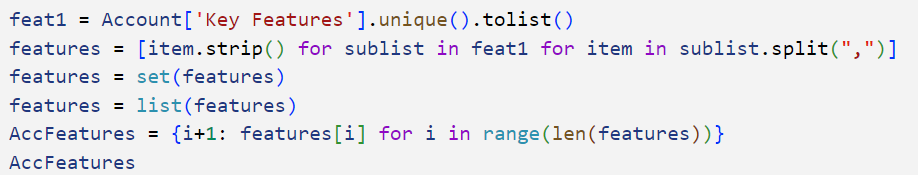 feat1 = Account['Key Features'].unique().tolist()
features = [item.strip() for sublist in feat1 for item in sublist.split(",")]
features = set(features)
features = list(features)
AccFeatures = {i+1: features[i] for i in range(len(features))}
AccFeatures